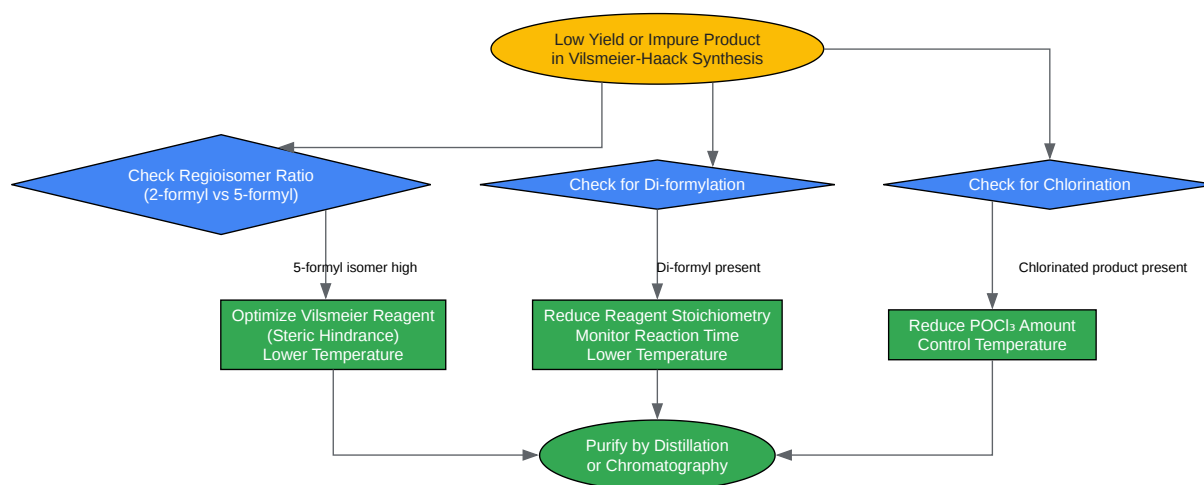 Low Yield or Impure Product
in Vilsmeier-Haack Synthesis
Check Regioisomer Ratio
(2-formyl vs 5-formyl)
Check for Di-formylation
Check for Chlorination
5-formyl isomer high
Di-formyl present
Chlorinated product present
Optimize Vilsmeier Reagent
(Steric Hindrance)
Lower Temperature
Reduce Reagent Stoichiometry
Monitor Reaction Time
Lower Temperature
Reduce POCl₃ Amount
Control Temperature
Purify by Distillation
or Chromatography